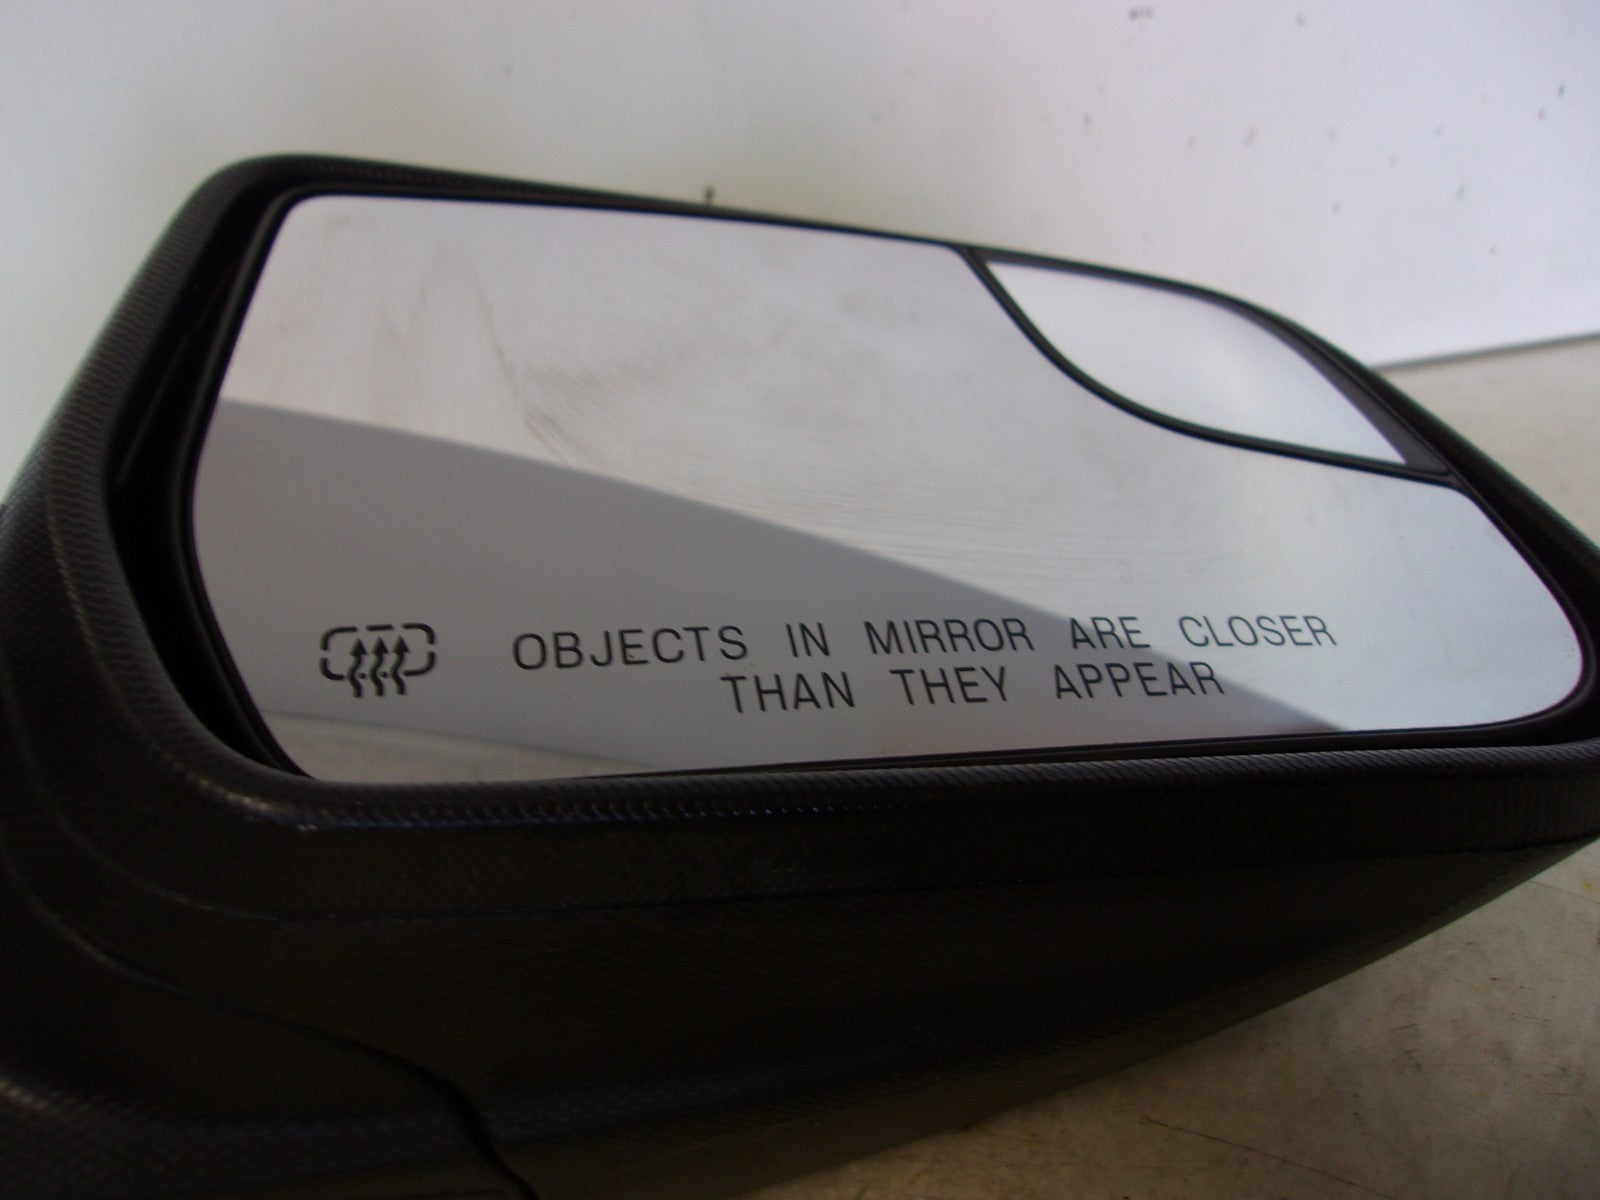 OBJECTS IN MIRROR ARE CLOSER
THAN THEY APPEAR